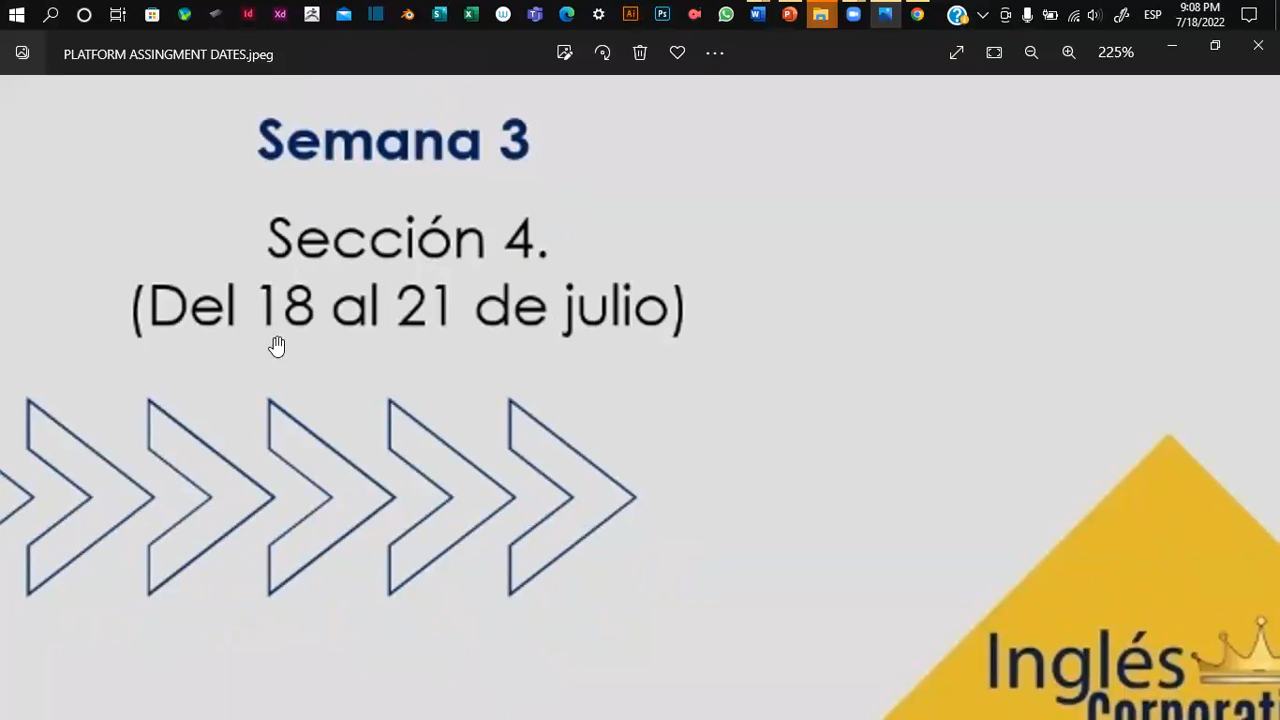 9:08 PM
ESP
7/18/2022
PLATFORM ASSINGMENT DATES.jpeg
225%
Semana 3
Sección 4.
(Del 18 al 21 de julio)
Inglés